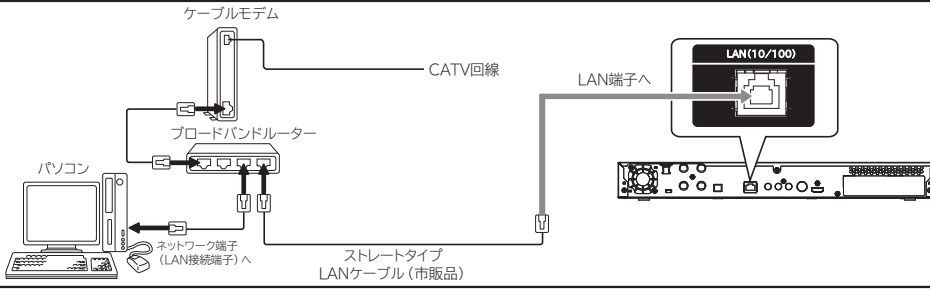 ケーブルモデム
CATV回線
LAN(10/100)
LAN端子へ
ブロードバンドルーター
パソコン
ネットワーク端子
（LAN接続端子）へ
ストレートタイプ
LANケーブル（市販品）